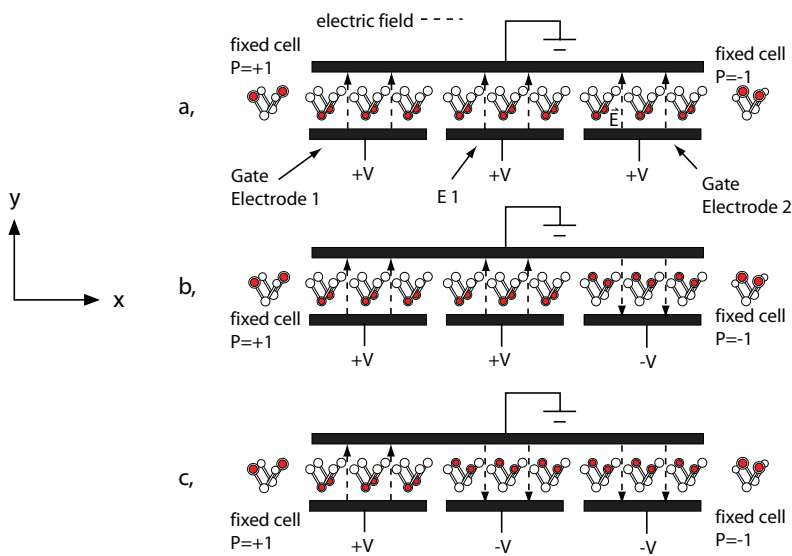 electric field ----
fixed cell
P=+1
fixed cell
P=-1
a,
E
Gate
Electrode 1
+V
E 1
+V
+V
Gate
Electrode 2
y
x
b,
fixed cell
P=+1
+V
+V
-V
fixed cell
P=-1
c,
fixed cell
P=+1
+V
-V
-V
fixed cell
P=-1